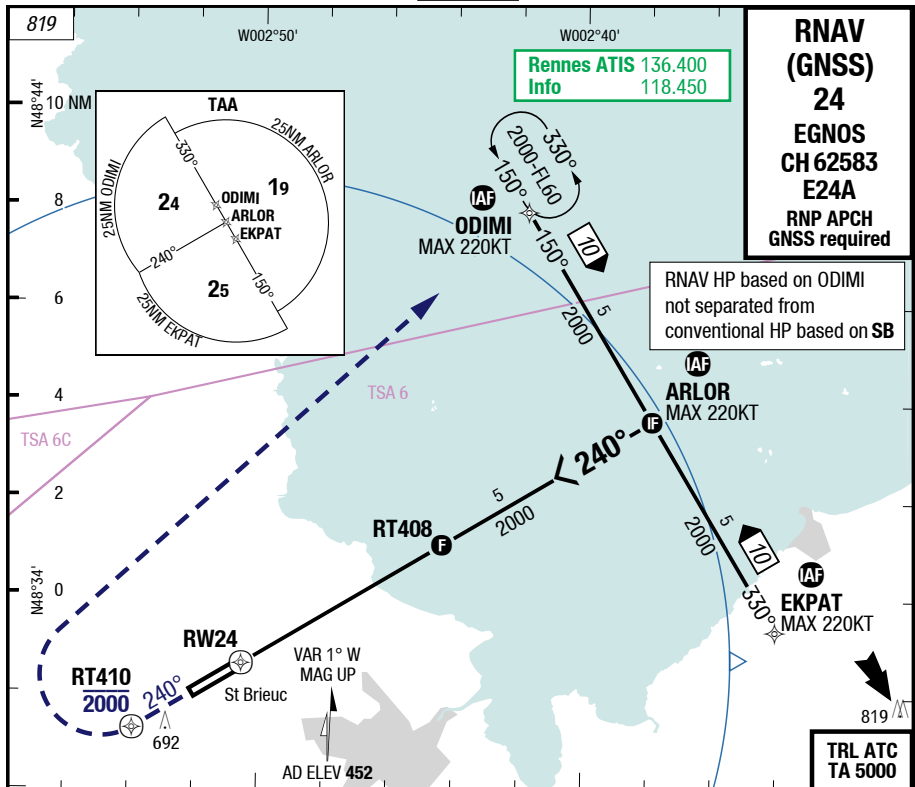 819
W002°50'
W002°40'
N48°44'
10 NM
8
6
4
2
0
N48°34'
RNAV
(GNSS)
24
EGNOS
CH 62583
E24A
RNP APCH
GNSS required
Rennes ATIS 136.400
Info 118.450
TAA
25NM ODIMI
25NM ARLOR
25NM EKPAT
330°
240°
150°
24
19
25
ODIMI
ARLOR
EKPAT
330°
2000-FL60
150°
IAF
ODIMI
MAX 220KT
150°
10
5
2000
RNAV HP based on ODIMI
not separated from
conventional HP based on SB
IAF
ARLOR
MAX 220KT
IF
TSA 6
TSA 6C
240°
5
2000
RT408
F
5
2000
10
330°
IAF
EKPAT
MAX 220KT
RW24
St Brieuc
RT410
2000
240°
692
VAR 1° W
MAG UP
AD ELEV 452
819
TRL ATC
TA 5000